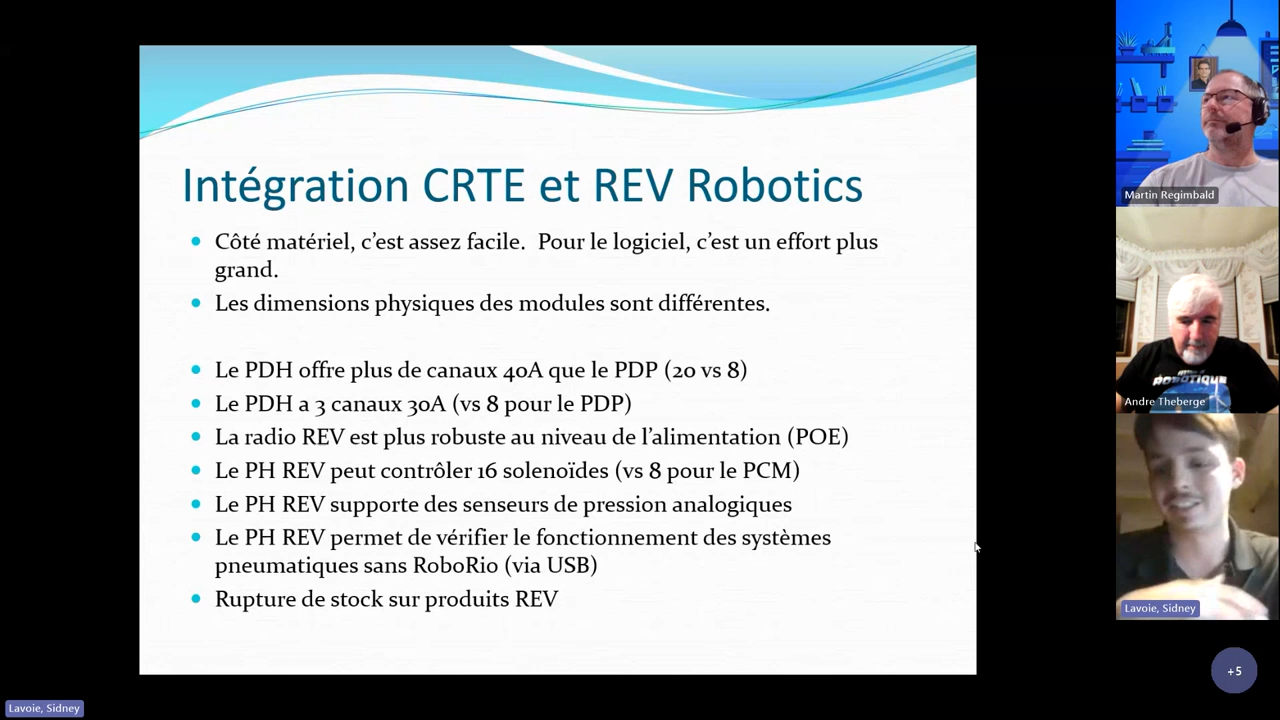 Intégration CRTE et REV Robotics
Côté matériel, c’est assez facile. Pour le logiciel, c’est un effort plus
grand.
Les dimensions physiques des modules sont différentes.
Le PDH offre plus de canaux 40A que le PDP (20 vs 8)
Le PDH a 3 canaux 30A (vs 8 pour le PDP)
La radio REV est plus robuste au niveau de l’alimentation (POE)
Le PH REV peut contrôler 16 solenoïdes (vs 8 pour le PCM)
Le PH REV supporte des senseurs de pression analogiques
Le PH REV permet de vérifier le fonctionnement des systèmes
pneumatiques sans RoboRio (via USB)
Rupture de stock sur produits REV
Martin Regimbald
ROBOTIQUE
Andre Theberge
Lavoie, Sidney
+5
Lavoie, Sidney